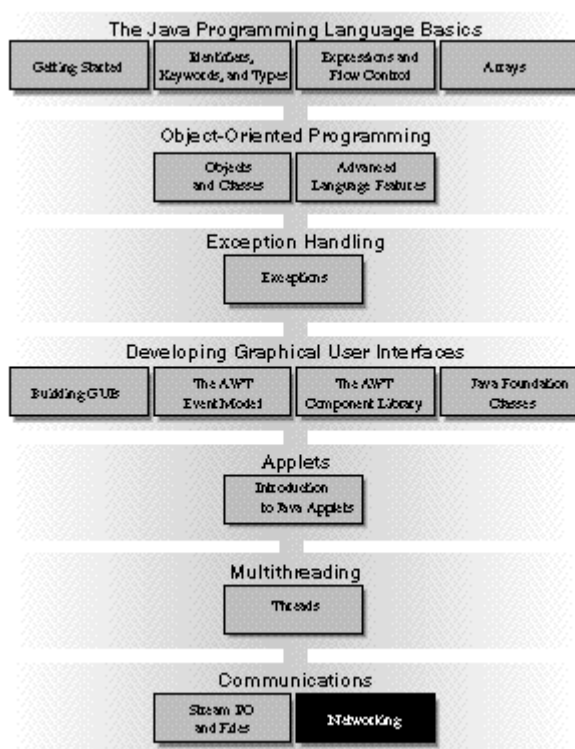 The Java Programming Language Basics
Getting Started
Identifiers,
Keywords, and Types
Expressions and
Flow Control
Arrays
Object-Oriented Programming
Objects
and Classes
Advanced
Language Features
Exception Handling
Exceptions
Developing Graphical User Interfaces
Building GUIs
The AWT
Event Model
The AWT
Component Library
Java Foundation
Classes
Applets
Introduction
to Java Applets
Multithreading
Threads
Communications
Stream I/O
and Files
Networking